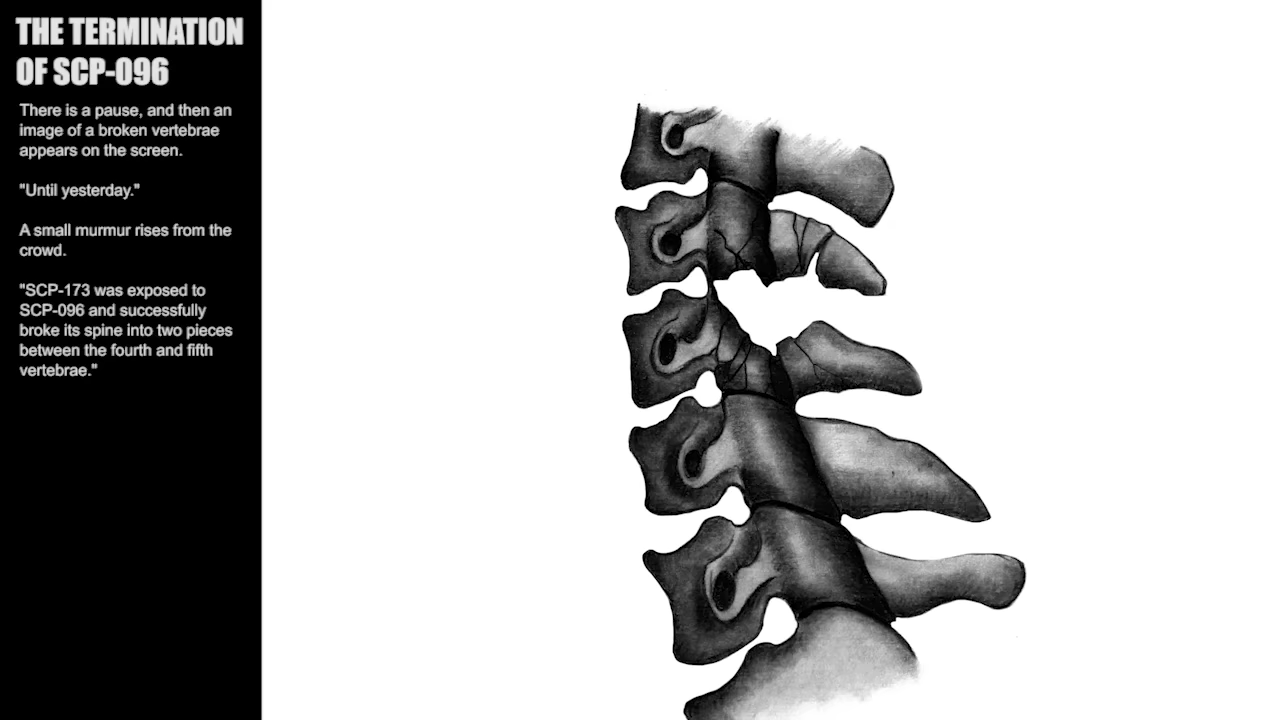 THE TERMINATION
OF SCP-096
There is a pause, and then an
image of a broken vertebrae
appears on the screen.
"Until yesterday."
A small murmur rises from the
crowd.
"SCP-173 was exposed to
SCP-096 and successfully
broke its spine into two pieces
between the fourth and fifth
vertebrae."